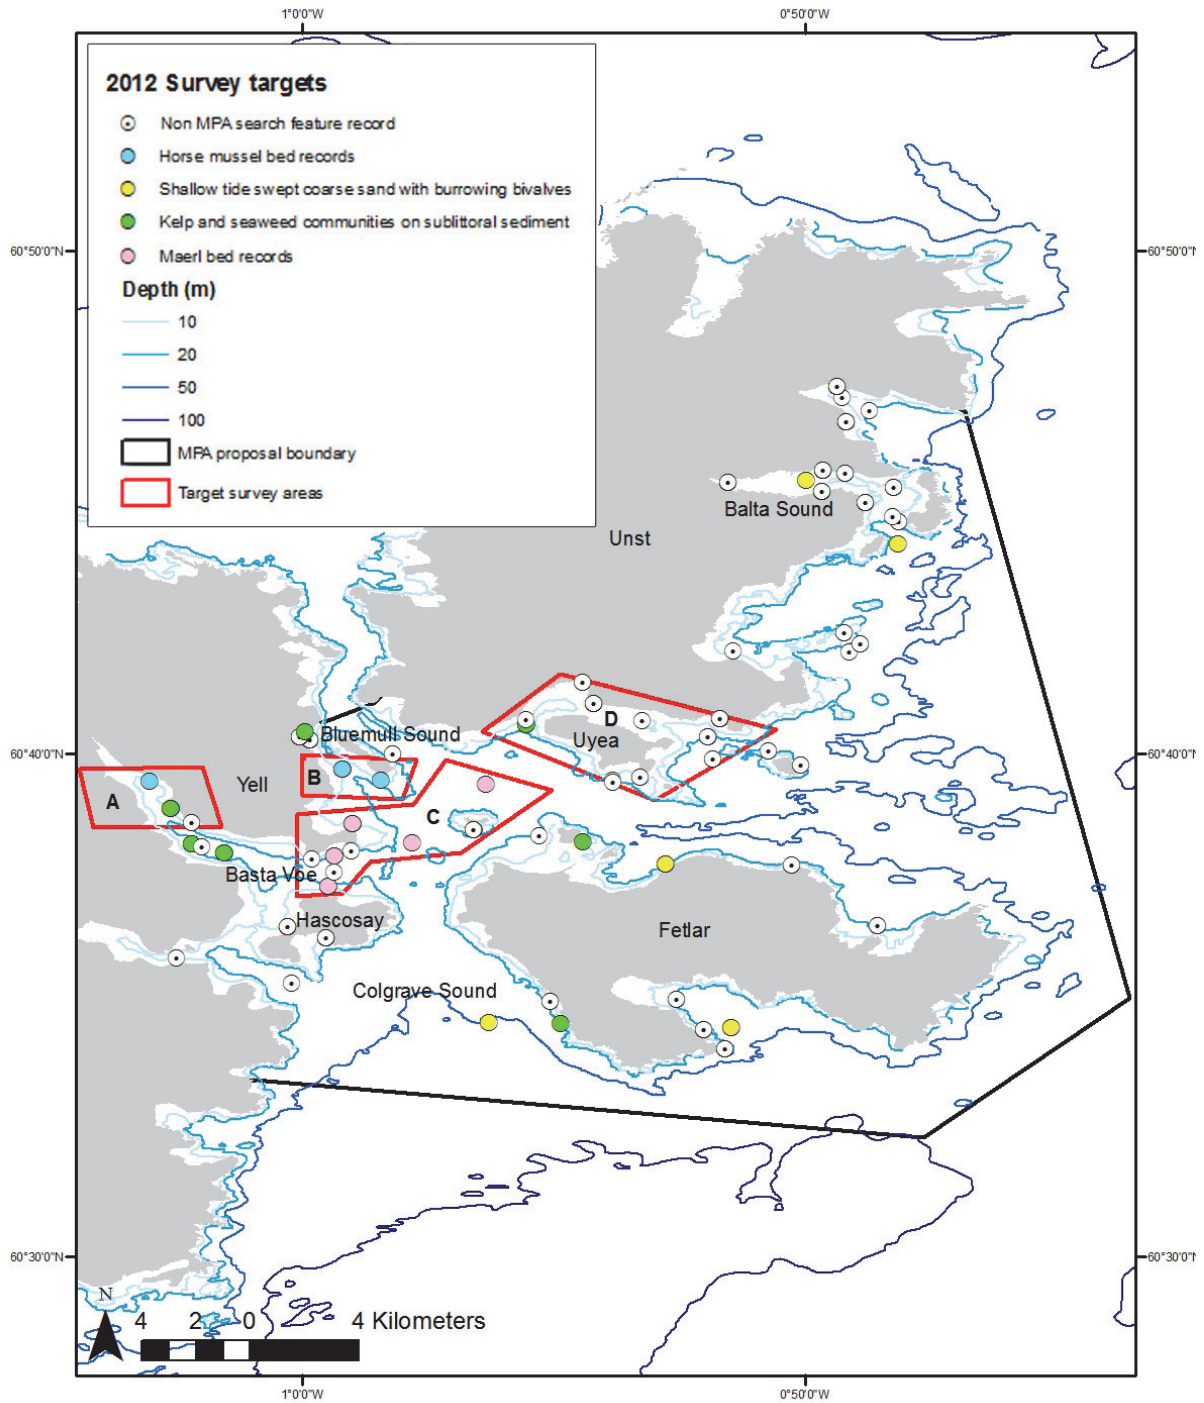 1°0'0"W
0°50'0"W
2012 Survey targets
Non MPA search feature record
Horse mussel bed records
Shallow tide swept coarse sand with burrowing bivalves
Kelp and seaweed communities on sublittoral sediment
Maerl bed records
Depth (m)
10
20
50
100
MPA proposal boundary
Target survey areas
60°50'0"N
60°50'0"N
Balta Sound
Unst
D
Bluemull Sound
Uyea
60°40'0"N
60°40'0"N
B
Yell
A
C
Basta Voe
Hascosay
Fetlar
Colgrave Sound
60°30'0"N
60°30'0"N
N
4 2 0 4 Kilometers
1°0'0"W
0°50'0"W